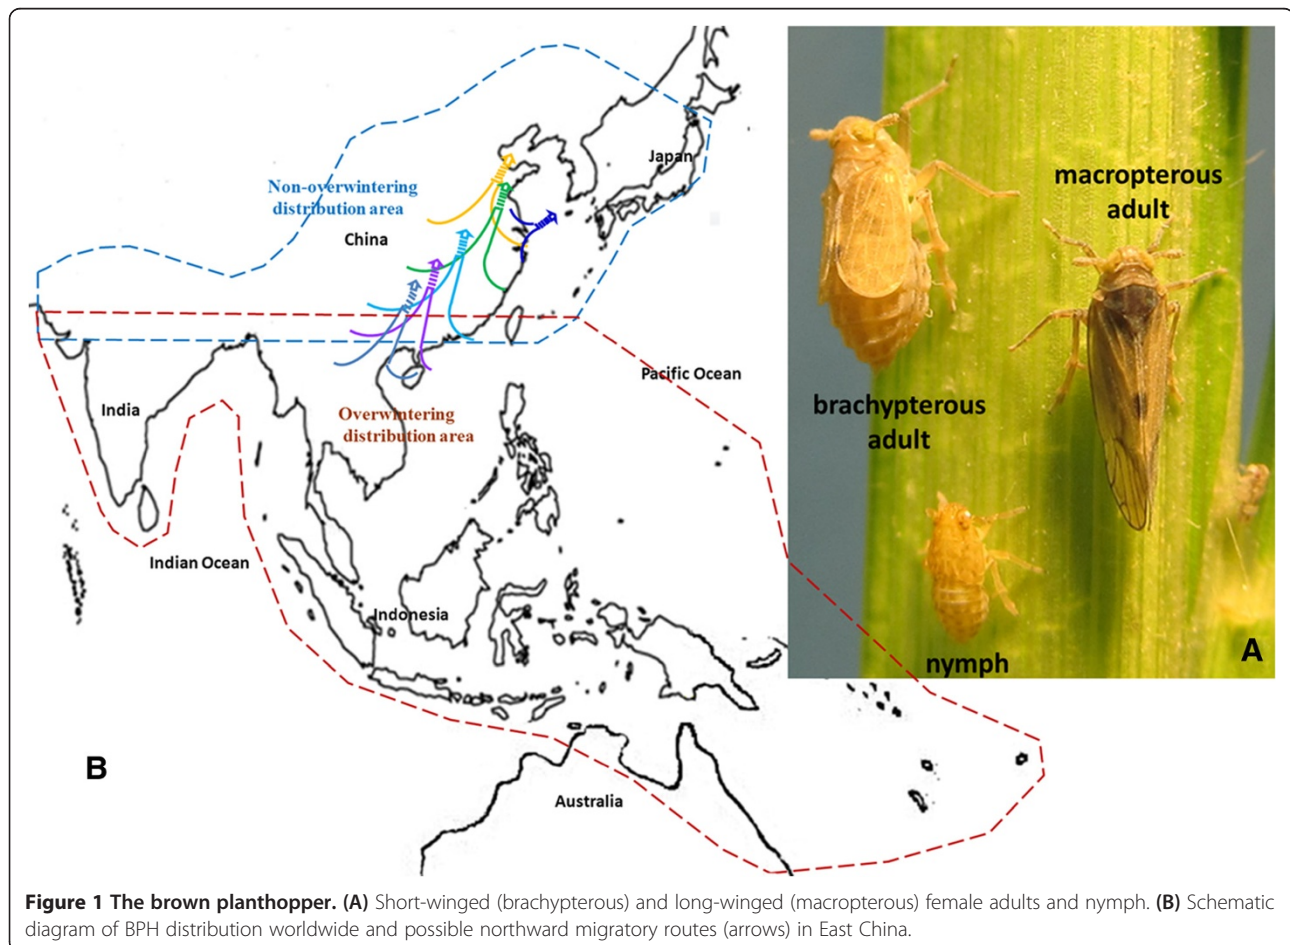 Japan
Non-overwintering
distribution area
China
Pacific Ocean
India
Overwintering
distribution area
Indian Ocean
Indonesia
Australia
B
macropterous
adult
brachypterous
adult
nymph
A
Figure 1 The brown planthopper. (A) Short-winged (brachypterous) and long-winged (macropterous) female adults and nymph. (B) Schematic
diagram of BPH distribution worldwide and possible northward migratory routes (arrows) in East China.